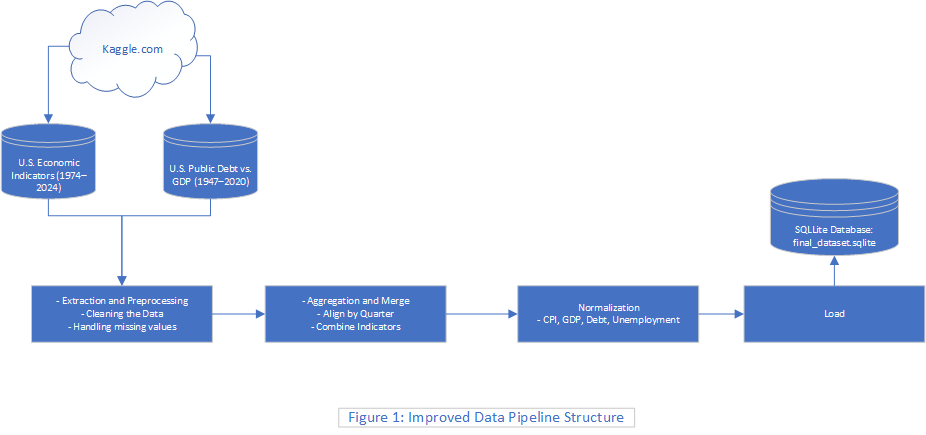 Kaggle.com
U.S. Economic
Indicators (1974–
2024)
U.S. Public Debt vs.
GDP (1947–2020)
SQLLite Database:
final_dataset.sqlite
- Extraction and Preprocessing
- Cleaning the Data
- Handling missing values
- Aggregation and Merge
- Align by Quarter
- Combine Indicators
Normalization
- CPI, GDP, Debt, Unemployment
Load
Figure 1: Improved Data Pipeline Structure